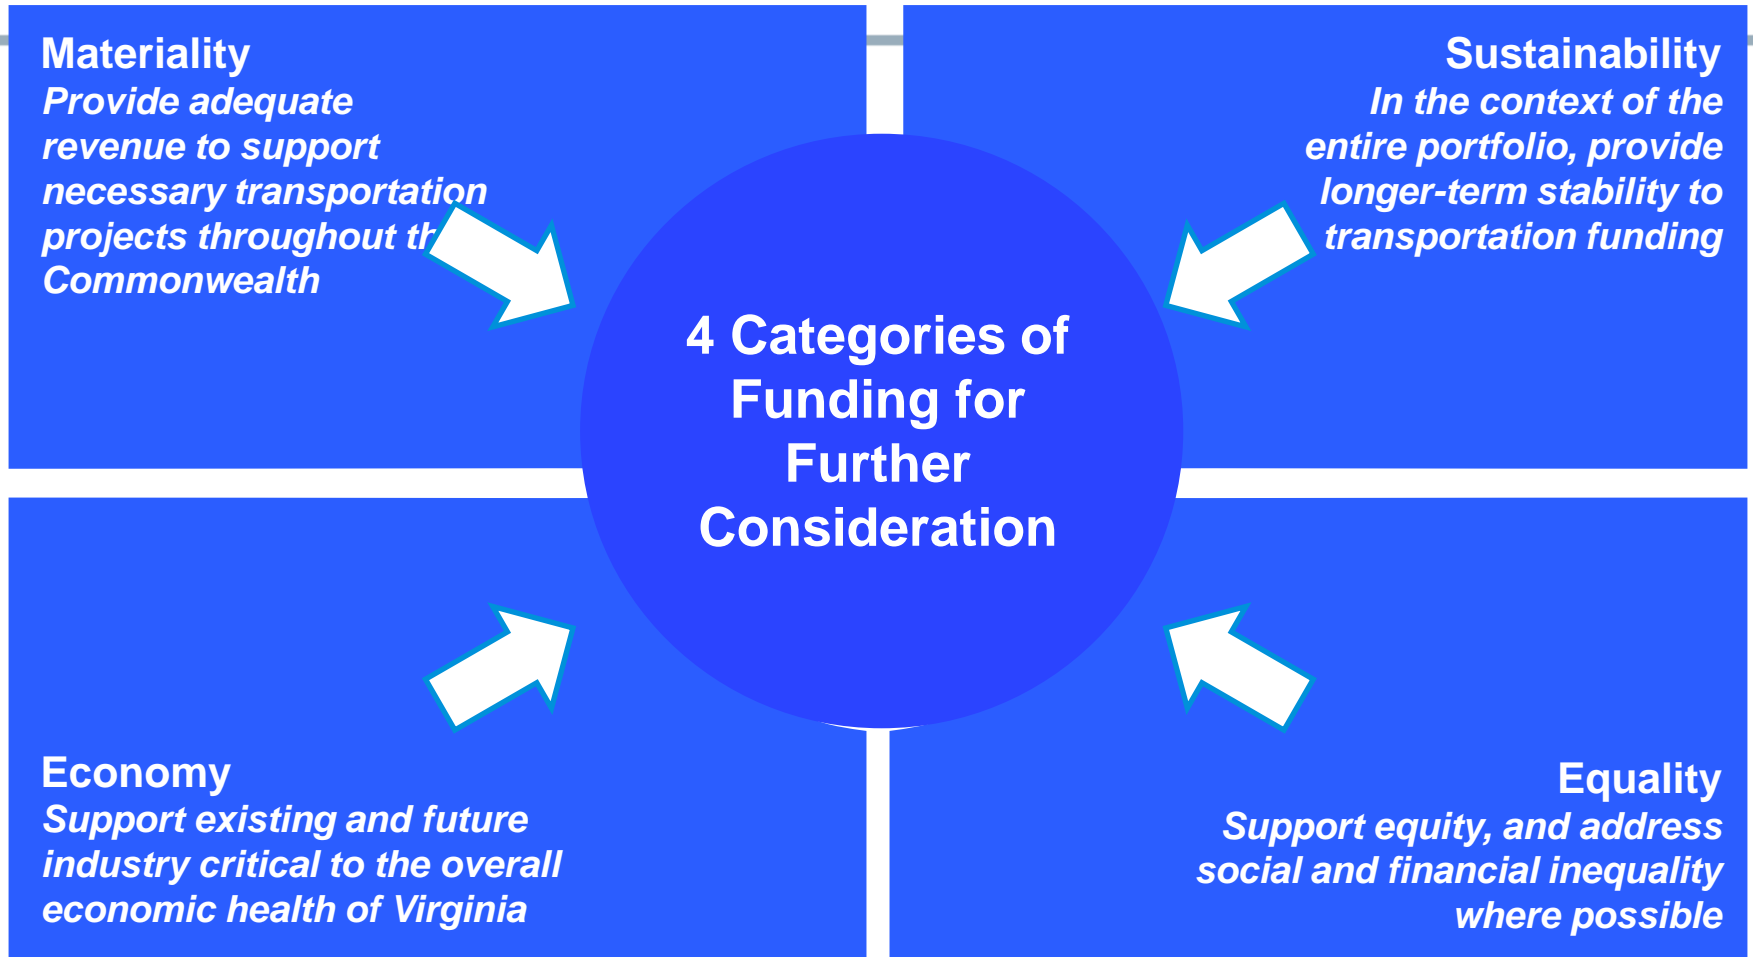 Materiality
Provide adequate
revenue to support
necessary transportation
projects throughout th
Commonwealth
Sustainability
In the context of the
entire portfolio, provide
longer-term stability to
transportation funding
4 Categories of
Funding for
Further
Consideration
Economy
Support existing and future
industry critical to the overall
economic health of Virginia
Equality
Support equity, and address
social and financial inequality
where possible